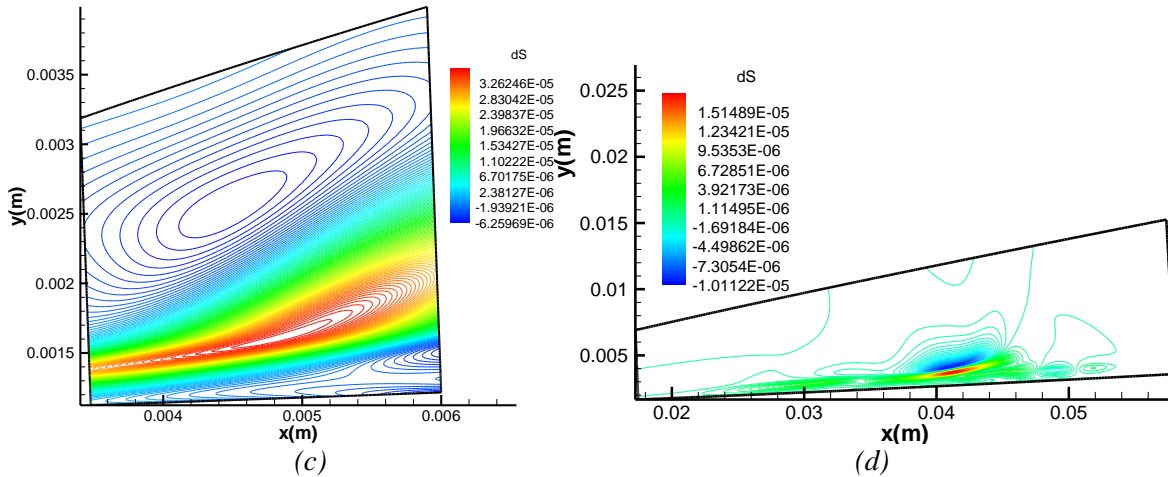 dS
3.26246E-05
2.83042E-05
2.39837E-05
1.96632E-05
1.53427E-05
1.10222E-05
6.70175E-06
2.38127E-06
-1.93921E-06
-6.25969E-06
0.0035
0.003
0.0025
0.002
0.0015
y(m)
0.004
0.005
0.006
x(m)
(c)
dS
1.51489E-05
1.23421E-05
9.5353E-06
6.72851E-06
3.92173E-06
1.11495E-06
-1.69184E-06
-4.49862E-06
-7.3054E-06
-1.01122E-05
0.025
0.02
0.015
0.01
0.005
y(m)
0.02
0.03
0.04
0.05
x(m)
(d)